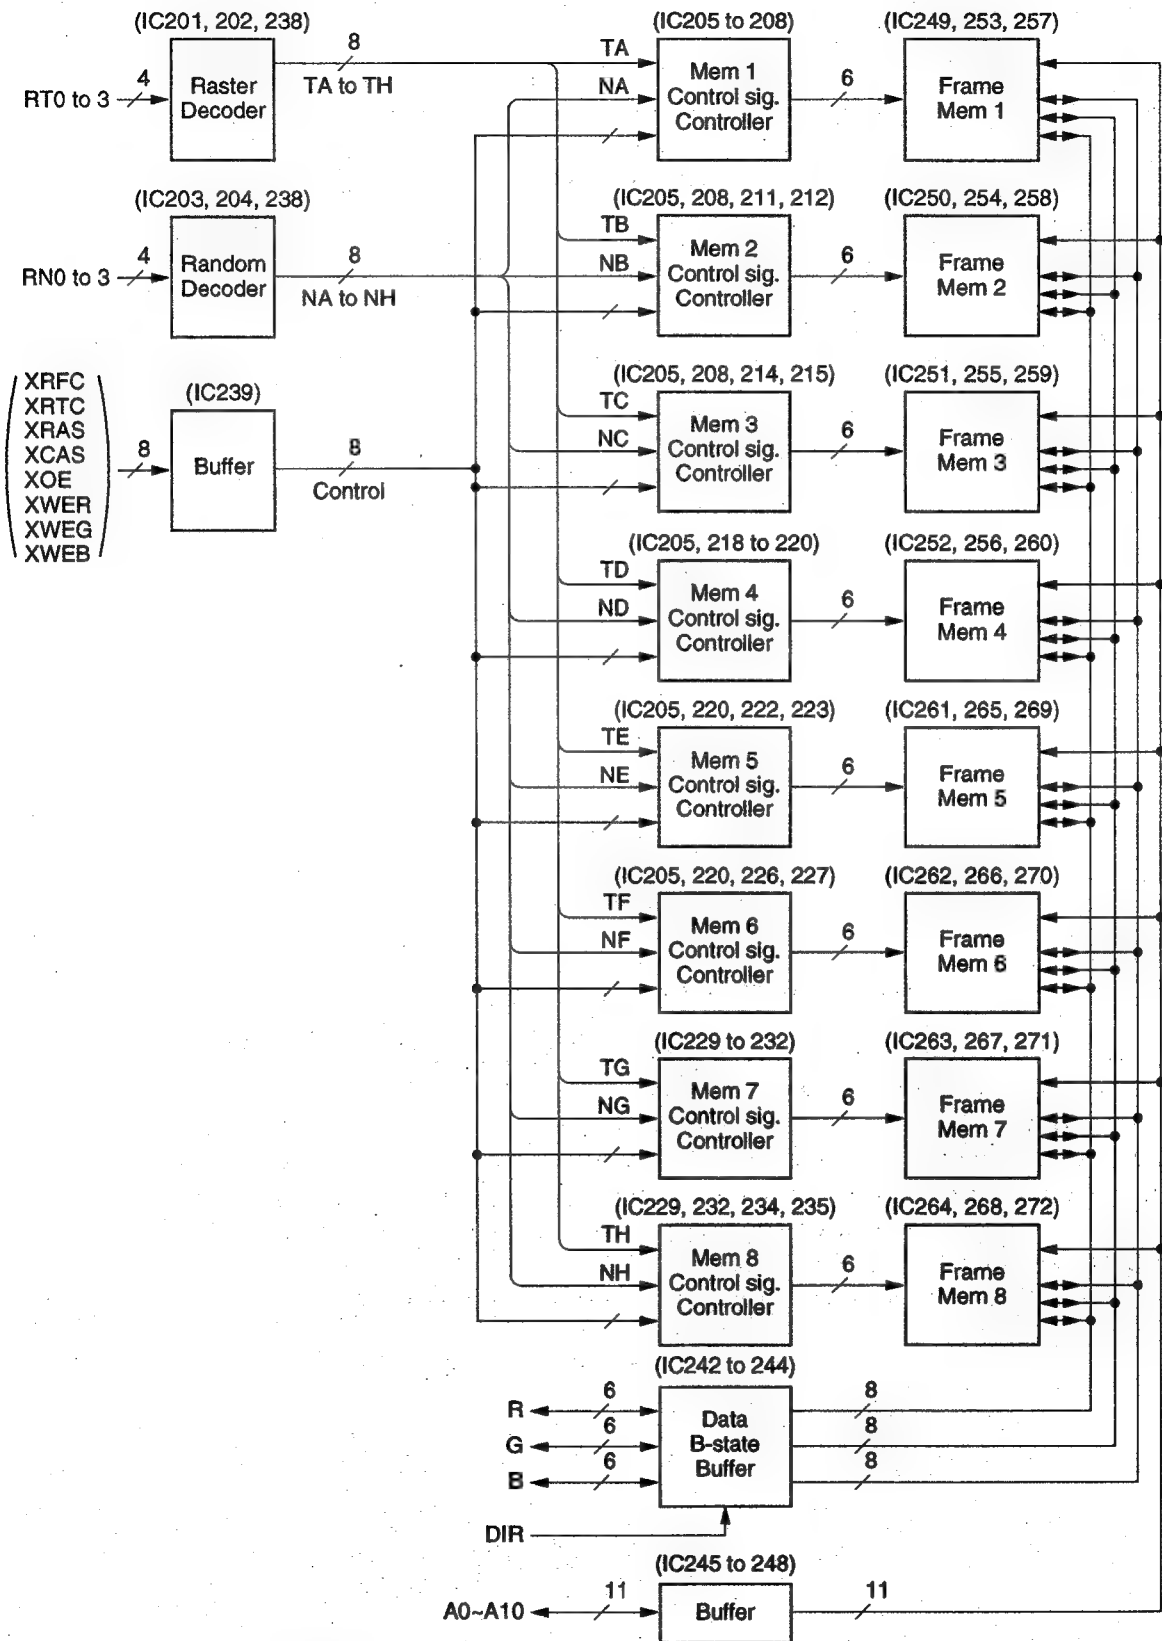 (IC201, 202, 238)
RT0 to 3
4
Raster
Decoder
8
TA to TH
(IC203, 204, 238)
RN0 to 3
4
Random
Decoder
8
NA to NH
XRFC
XRTC
XRAS
XCAS
XOE
XWER
XWEG
XWEB
8
(IC239)
Buffer
8
Control
(IC205 to 208)
TA
NA
Mem 1
Control sig.
Controller
6
(IC249, 253, 257)
Frame
Mem 1
(IC205, 208, 211, 212)
TB
NB
Mem 2
Control sig.
Controller
6
(IC250, 254, 258)
Frame
Mem 2
(IC205, 208, 214, 215)
TC
NC
Mem 3
Control sig.
Controller
6
(IC251, 255, 259)
Frame
Mem 3
(IC205, 218 to 220)
TD
ND
Mem 4
Control sig.
Controller
6
(IC252, 256, 260)
Frame
Mem 4
(IC205, 220, 222, 223)
TE
NE
Mem 5
Control sig.
Controller
6
(IC261, 265, 269)
Frame
Mem 5
(IC205, 220, 226, 227)
TF
NF
Mem 6
Control sig.
Controller
6
(IC262, 266, 270)
Frame
Mem 6
(IC229 to 232)
TG
NG
Mem 7
Control sig.
Controller
6
(IC263, 267, 271)
Frame
Mem 7
(IC229, 232, 234, 235)
TH
NH
Mem 8
Control sig.
Controller
6
(IC264, 268, 272)
Frame
Mem 8
(IC242 to 244)
R
6
G
6
B
6
Data
B-state
Buffer
8
8
8
DIR
(IC245 to 248)
A0~A10
11
Buffer
11